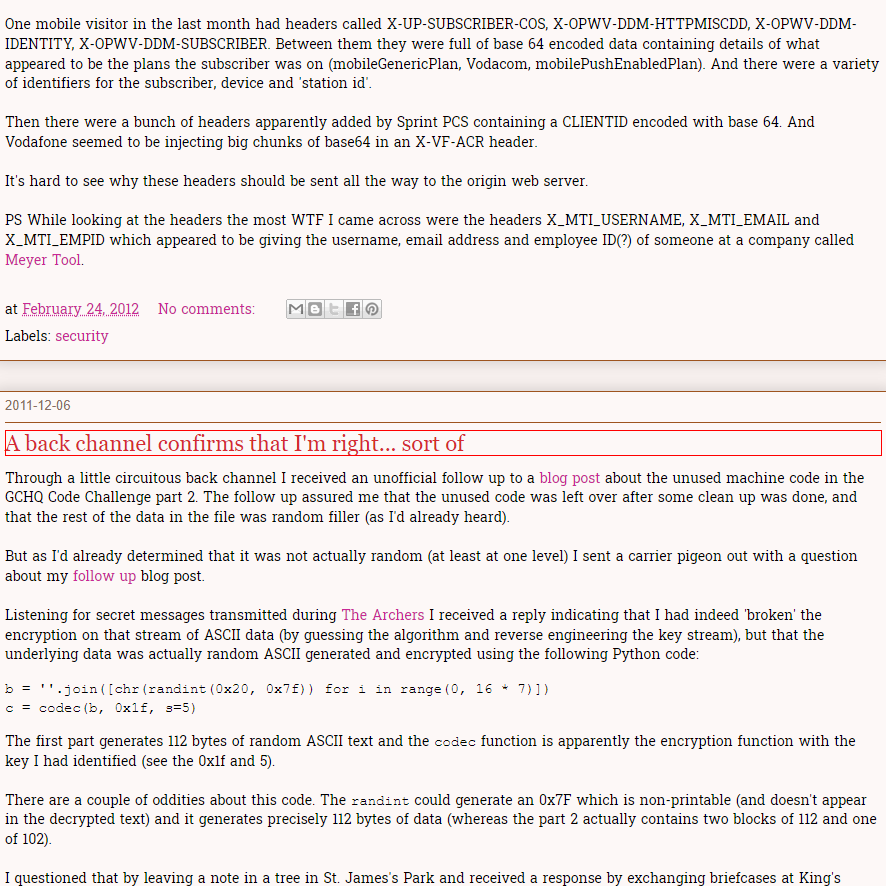 One mobile visitor in the last month had headers called X-UP-SUBSCRIBER-COS, X-OPWV-DDM-HTTPMISCDD, X-OPWV-DDM-
IDENTITY, X-OPWV-DDM-SUBSCRIBER. Between them they were full of base 64 encoded data containing details of what
appeared to be the plans the subscriber was on (mobileGenericPlan, Vodacom, mobilePushEnabledPlan). And there were a variety
of identifiers for the subscriber, device and 'station id'.
Then there were a bunch of headers apparently added by Sprint PCS containing a CLIENTID encoded with base 64. And
Vodafone seemed to be injecting big chunks of base64 in an X-VF-ACR header.
It's hard to see why these headers should be sent all the way to the origin web server.
PS While looking at the headers the most WTF I came across were the headers X_MTI_USERNAME, X_MTI_EMAIL and
X_MTI_EMPID which appeared to be giving the username, email address and employee ID(?) of someone at a company called
Meyer Tool.
at February 24, 2012 No comments:
Labels: security
2011-12-06
A back channel confirms that I'm right... sort of
Through a little circuitous back channel I received an unofficial follow up to a blog post about the unused machine code in the
GCHQ Code Challenge part 2. The follow up assured me that the unused code was left over after some clean up was done, and
that the rest of the data in the file was random filler (as I'd already heard).
But as I'd already determined that it was not actually random (at least at one level) I sent a carrier pigeon out with a question
about my follow up blog post.
Listening for secret messages transmitted during The Archers I received a reply indicating that I had indeed 'broken' the
encryption on that stream of ASCII data (by guessing the algorithm and reverse engineering the key stream), but that the
underlying data was actually random ASCII generated and encrypted using the following Python code:
b = ''.join([chr(randint(0x20, 0x7f)) for i in range(0, 16 * 7)])
c = codec(b, 0x1f, s=5)
The first part generates 112 bytes of random ASCII text and the codec function is apparently the encryption function with the
key I had identified (see the 0x1f and 5).
There are a couple of oddities about this code. The randint could generate an 0x7F which is non-printable (and doesn't appear
in the decrypted text) and it generates precisely 112 bytes of data (whereas the part 2 actually contains two blocks of 112 and one
of 102).
I questioned that by leaving a note in a tree in St. James's Park and received a response by exchanging briefcases at King's